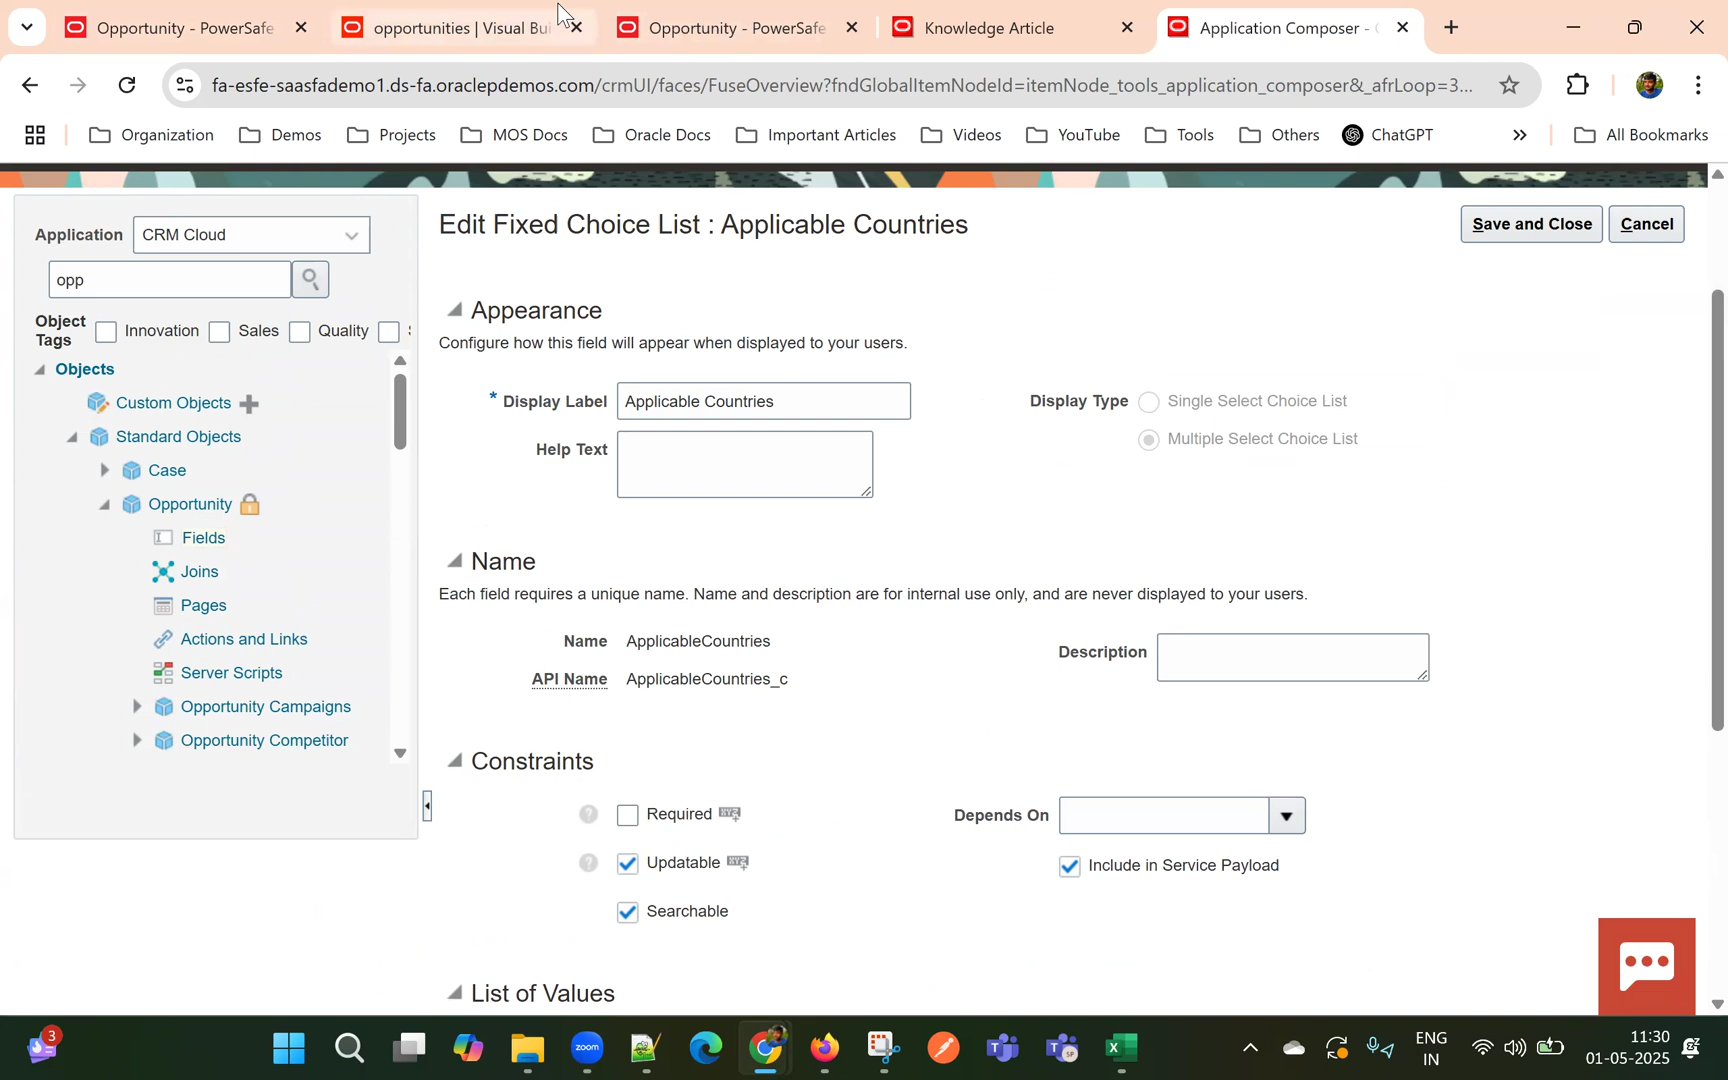 Opportunity - PowerSafe
opportunities | Visual Bui
Opportunity - PowerSafe
Knowledge Article
Application Composer -
fa-esfe-saasfademo1.ds-fa.oraclepdemos.com/crmUI/faces/FuseOverview?fndGlobalItemNodeId=itemNode_tools_application_composer&_afrLoop=3...
Organization
Demos
Projects
MOS Docs
Oracle Docs
Important Articles
Videos
YouTube
Tools
Others
ChatGPT
»
All Bookmarks
Application CRM Cloud
opp
Object Tags
Innovation
Sales
Quality
Objects
Custom Objects
Standard Objects
Case
Opportunity
Fields
Joins
Pages
Actions and Links
Server Scripts
Opportunity Campaigns
Opportunity Competitor
Edit Fixed Choice List : Applicable Countries
Save and Close
Cancel
Appearance
Configure how this field will appear when displayed to your users.
* Display Label Applicable Countries
Help Text
Display Type
Single Select Choice List
Multiple Select Choice List
Name
Each field requires a unique name. Name and description are for internal use only, and are never displayed to your users.
Name ApplicableCountries
API Name ApplicableCountries_c
Description
Constraints
Required
Updatable
Searchable
Depends On
Include in Service Payload
List of Values
3
zoom
ENG
IN
11:30
01-05-2025